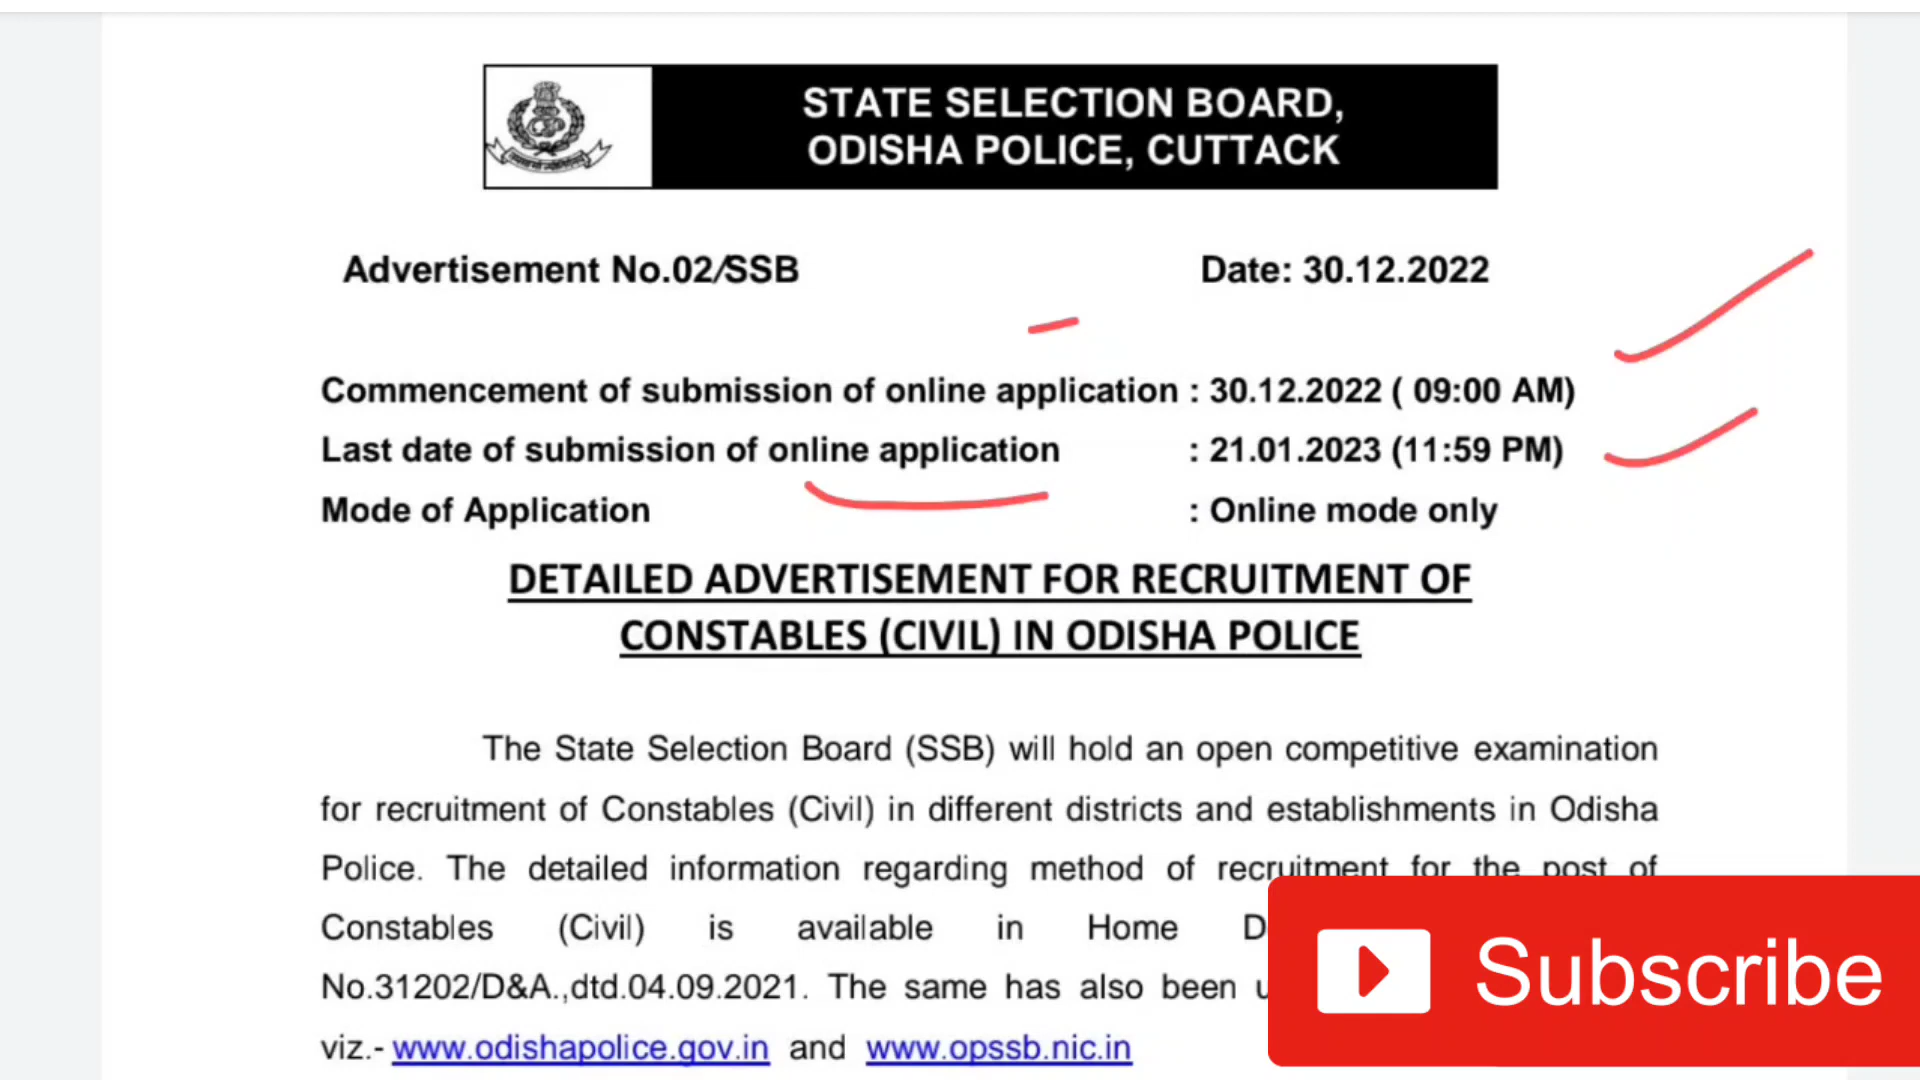 STATE SELECTION BOARD,
ODISHA POLICE, CUTTACK
Advertisement No.02/SSB Date: 30.12.2022
Commencement of submission of online application : 30.12.2022 ( 09:00 AM)
Last date of submission of online application : 21.01.2023 (11:59 PM)
Mode of Application : Online mode only
DETAILED ADVERTISEMENT FOR RECRUITMENT OF
CONSTABLES (CIVIL) IN ODISHA POLICE
The State Selection Board (SSB) will hold an open competitive examination
for recruitment of Constables (Civil) in different districts and establishments in Odisha
Police. The detailed information regarding method of recruitment for the post of
Constables (Civil) is available in Home
No.31202/D&A.,dtd.04.09.2021. The same has also been
viz.- www.odishapolice.gov.in and www.opssb.nic.in
Subscribe